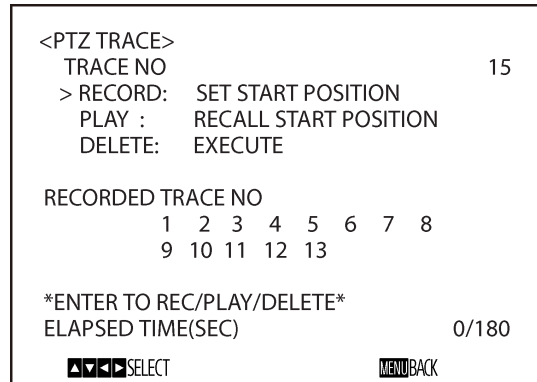 <PTZ TRACE>
TRACE NO 15
> RECORD: SET START POSITION
PLAY : RECALL START POSITION
DELETE: EXECUTE
RECORDED TRACE NO
1 2 3 4 5 6 7 8
9 10 11 12 13
*ENTER TO REC/PLAY/DELETE*
ELAPSED TIME(SEC) 0/180
▲▼◀▶SELECT MENU BACK